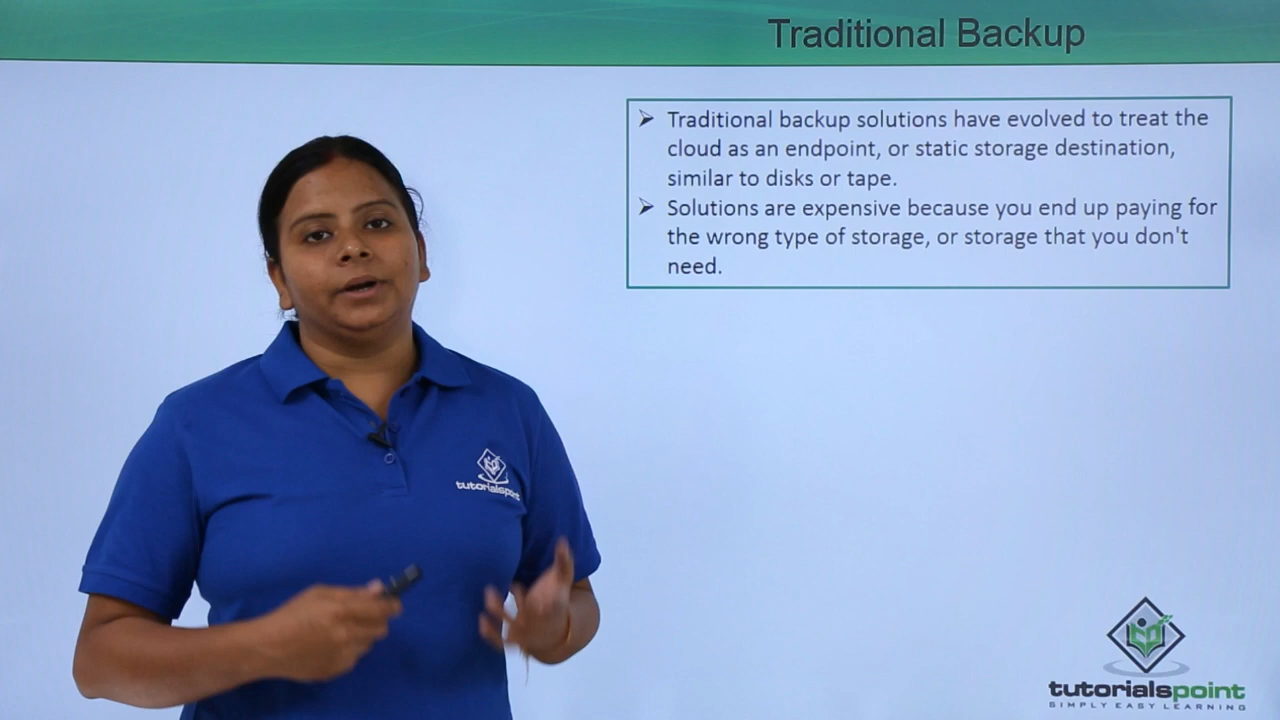 Traditional Backup
➤ Traditional backup solutions have evolved to treat the
cloud as an endpoint, or static storage destination,
similar to disks or tape.
➤ Solutions are expensive because you end up paying for
the wrong type of storage, or storage that you don't
need.
tutorialspoint
tutorialspoint
SIMPLY EASY LEARNING